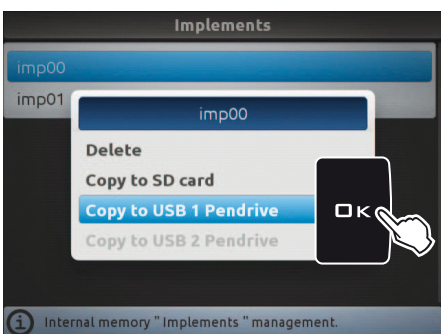 Implements
imp00
imp01
imp00
Delete
Copy to SD card
Copy to USB 1 Pendrive
Copy to USB 2 Pendrive
OK
Internal memory " Implements " management.